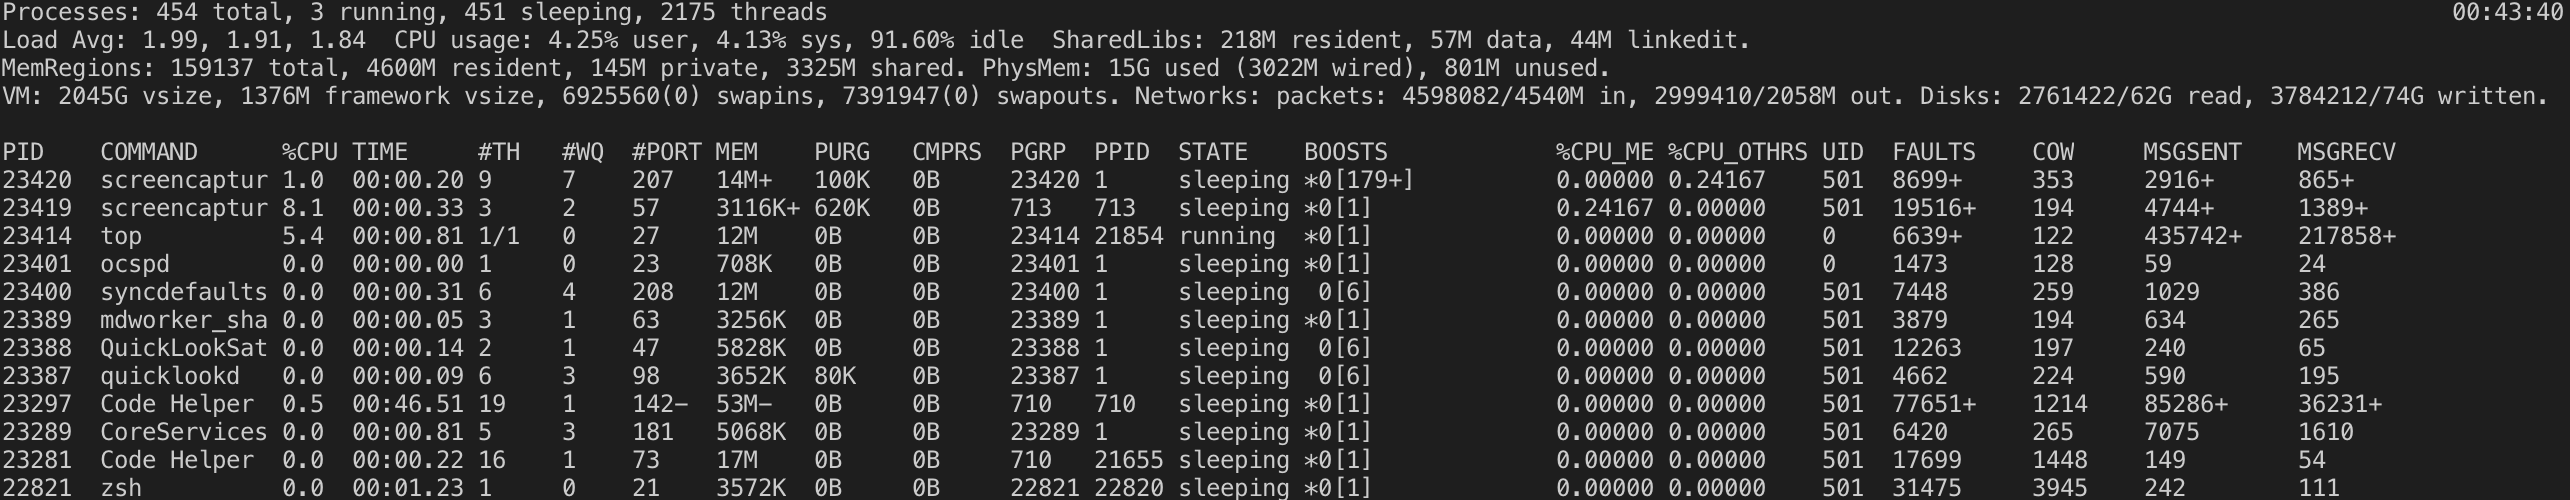 Processes: 454 total, 3 running, 451 sleeping, 2175 threads 00:43:40
Load Avg: 1.99, 1.91, 1.84  CPU usage: 4.25% user, 4.13% sys, 91.60% idle  SharedLibs: 218M resident, 57M data, 44M linkedit.
MemRegions: 159137 total, 4600M resident, 145M private, 3325M shared. PhysMem: 15G used (3022M wired), 801M unused.
VM: 2045G vsize, 1376M framework vsize, 6925560(0) swapins, 7391947(0) swapouts. Networks: packets: 4598082/4540M in, 2999410/2058M out. Disks: 2761422/62G read, 3784212/74G written.
PID COMMAND %CPU TIME #TH #WQ #PORT MEM PURG CMPRS PGRP PPID STATE BOOSTS %CPU_ME %CPU_OTHRS UID FAULTS COW MSGSENT MSGRECV
23420 screencaptur 1.0 00:00.20 9 7 207 14M+ 100K 0B 23420 1 sleeping *0[179+] 0.00000 0.24167 501 8699+ 353 2916+ 865+
23419 screencaptur 8.1 00:00.33 3 2 57 3116K+ 620K 0B 713 713 sleeping *0[1] 0.24167 0.00000 501 19516+ 194 4744+ 1389+
23414 top 5.4 00:00.81 1/1 0 27 12M 0B 0B 23414 21854 running *0[1] 0.00000 0.00000 0 6639+ 122 435742+ 217858+
23401 ocspd 0.0 00:00.00 1 0 23 708K 0B 0B 23401 1 sleeping *0[1] 0.00000 0.00000 0 1473 128 59 24
23400 syncdefaults 0.0 00:00.31 6 4 208 12M 0B 0B 23400 1 sleeping 0[6] 0.00000 0.00000 501 7448 259 1029 386
23389 mdworker_sha 0.0 00:00.05 3 1 63 3256K 0B 0B 23389 1 sleeping *0[1] 0.00000 0.00000 501 3879 194 634 265
23388 QuickLookSat 0.0 00:00.14 2 1 47 5828K 0B 0B 23388 1 sleeping 0[6] 0.00000 0.00000 501 12263 197 240 65
23387 quicklookd 0.0 00:00.09 6 3 98 3652K 80K 0B 23387 1 sleeping 0[6] 0.00000 0.00000 501 4662 224 590 195
23297 Code Helper 0.5 00:46.51 19 1 142- 53M- 0B 0B 710 710 sleeping *0[1] 0.00000 0.00000 501 77651+ 1214 85286+ 36231+
23289 CoreServices 0.0 00:00.81 5 3 181 5068K 0B 0B 23289 1 sleeping *0[1] 0.00000 0.00000 501 6420 265 7075 1610
23281 Code Helper 0.0 00:00.22 16 1 73 17M 0B 0B 710 21655 sleeping *0[1] 0.00000 0.00000 501 17699 1448 149 54
22821 zsh 0.0 00:01.23 1 0 21 3572K 0B 0B 22821 22820 sleeping *0[1] 0.00000 0.00000 501 31475 3945 242 111